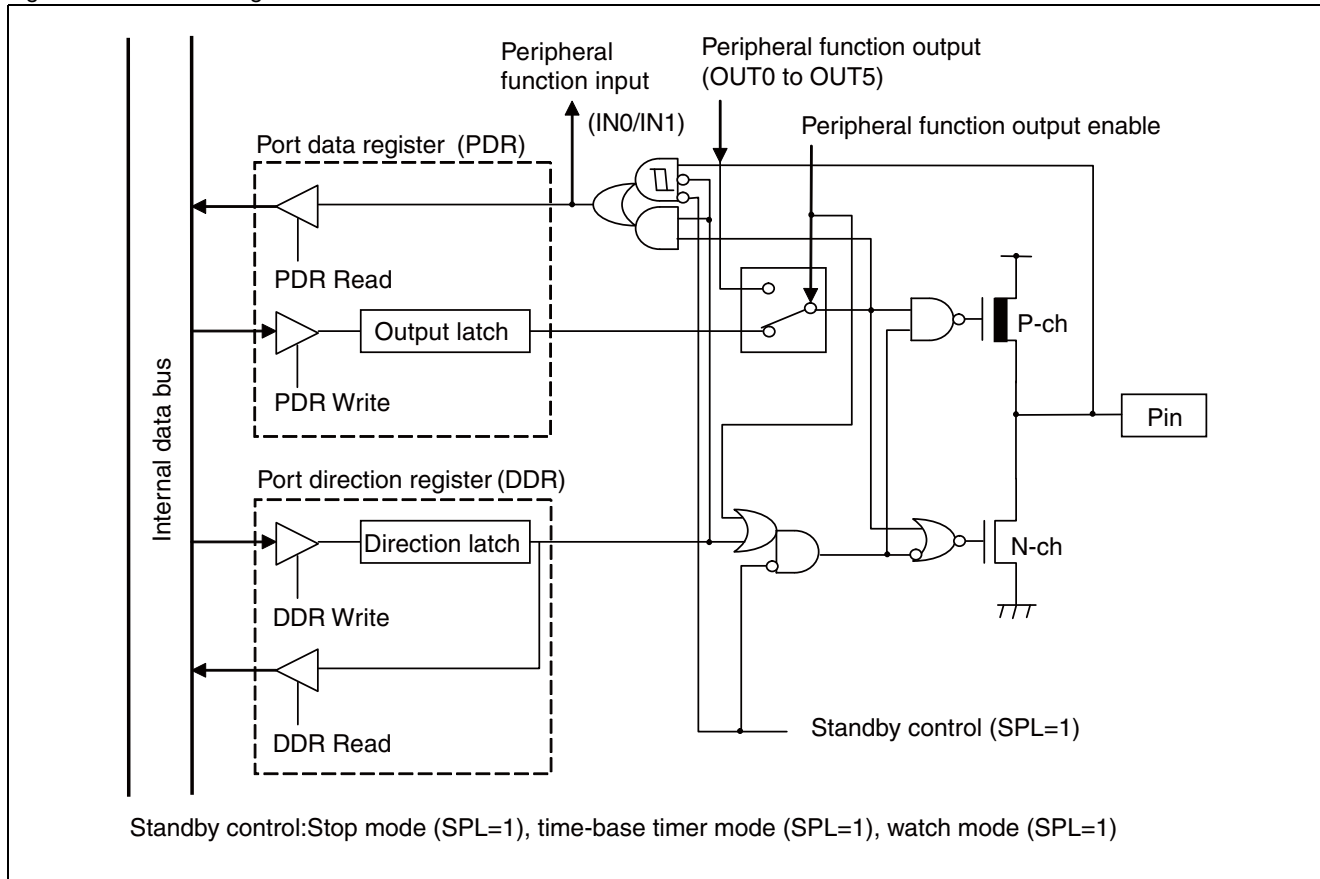 Peripheral
function input
(IN0/IN1)
Peripheral function output
(OUT0 to OUT5)
Peripheral function output enable
Port data register (PDR)
PDR Read
Output latch
PDR Write
P-ch
Pin
Internal data bus
Port direction register (DDR)
Direction latch
N-ch
DDR Write
DDR Read
Standby control (SPL=1)
Standby control:Stop mode (SPL=1), time-base timer mode (SPL=1), watch mode (SPL=1)